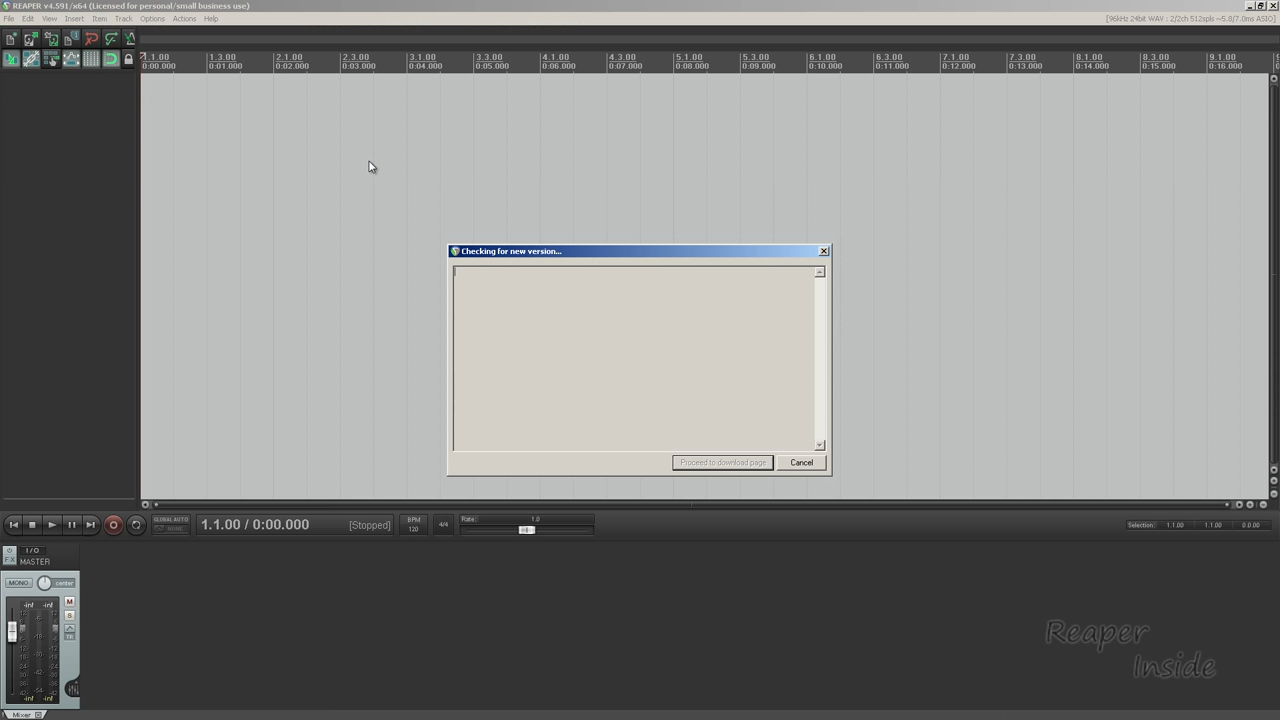 REAPER v4.591/x64 (Licensed for personal/small business use)
File Edit View Insert Item Track Options Actions Help
[96kHz 24bit WAV : 2/2ch 512spls ~5.8/7.0ms ASIO]
1.1.00 1.3.00 2.1.00 2.3.00 3.1.00 3.3.00 4.1.00 4.3.00 5.1.00 5.3.00 6.1.00 6.3.00 7.1.00 7.3.00 8.1.00 8.3.00 9.1.00
0:00.000 0:01.000 0:02.000 0:03.000 0:04.000 0:05.000 0:06.000 0:07.000 0:08.000 0:09.000 0:10.000 0:11.000 0:12.000 0:13.000 0:14.000 0:15.000 0:16.000
Checking for new version...
Proceed to download page
Cancel
GLOBAL AUTO
NONE
1.1.00 / 0:00.000 [Stopped]
BPM
120
4/4
Rate: 1.0
Selection: 1.1.00 1.1.00 0.0.00
FX
I/O
MASTER
MONO center
-inf -inf
M
S
TR
-inf -inf
Mixer
Reaper
Inside